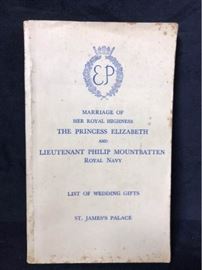 EP
MARRIAGE OF
HER ROYAL HIGHNESS
THE PRINCESS ELIZABETH
AND
LIEUTENANT PHILIP MOUNTBATTEN
ROYAL NAVY
LIST OF WEDDING GIFTS
ST. JAMES'S PALACE